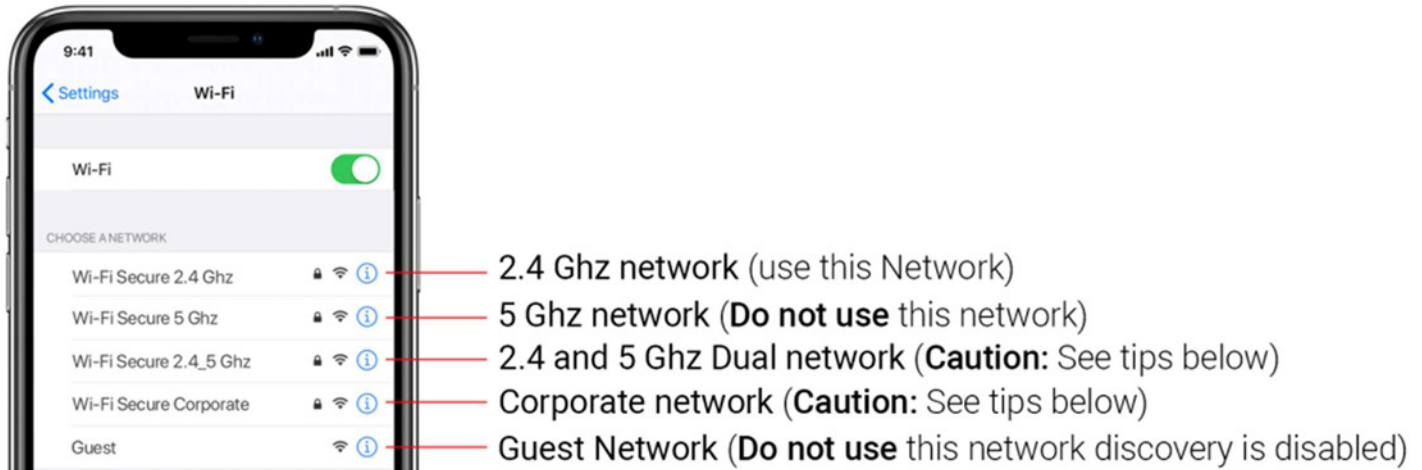 9:41
Settings Wi-Fi
Wi-Fi
CHOOSE A NETWORK
Wi-Fi Secure 2.4 Ghz 2.4 Ghz network (use this Network)
Wi-Fi Secure 5 Ghz 5 Ghz network (Do not use this network)
Wi-Fi Secure 2.4_5 Ghz 2.4 and 5 Ghz Dual network (Caution: See tips below)
Wi-Fi Secure Corporate Corporate network (Caution: See tips below)
Guest Guest Network (Do not use this network discovery is disabled)